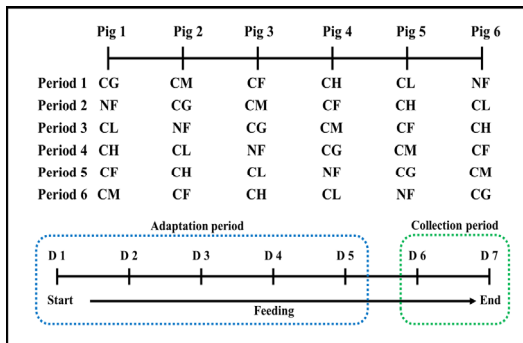 Pig 1 Pig 2 Pig 3 Pig 4 Pig 5 Pig 6
Period 1 CG CM CF CH CL NF
Period 2 NF CG CM CF CH CL
Period 3 CL NF CG CM CF CH
Period 4 CH CL NF CG CM CF
Period 5 CF CH CL NF CG CM
Period 6 CM CF CH CL NF CG
Adaptation period Collection period
D 1 D 2 D 3 D 4 D 5 D 6 D 7
Start End
Feeding